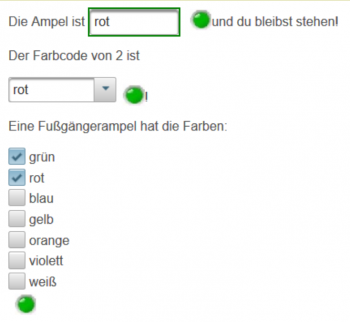 Die Ampel ist rot und du bleibst stehen!
Der Farbcode von 2 ist
rot
Eine Fußgängerampel hat die Farben:
grün
rot
blau
gelb
orange
violett
weiß